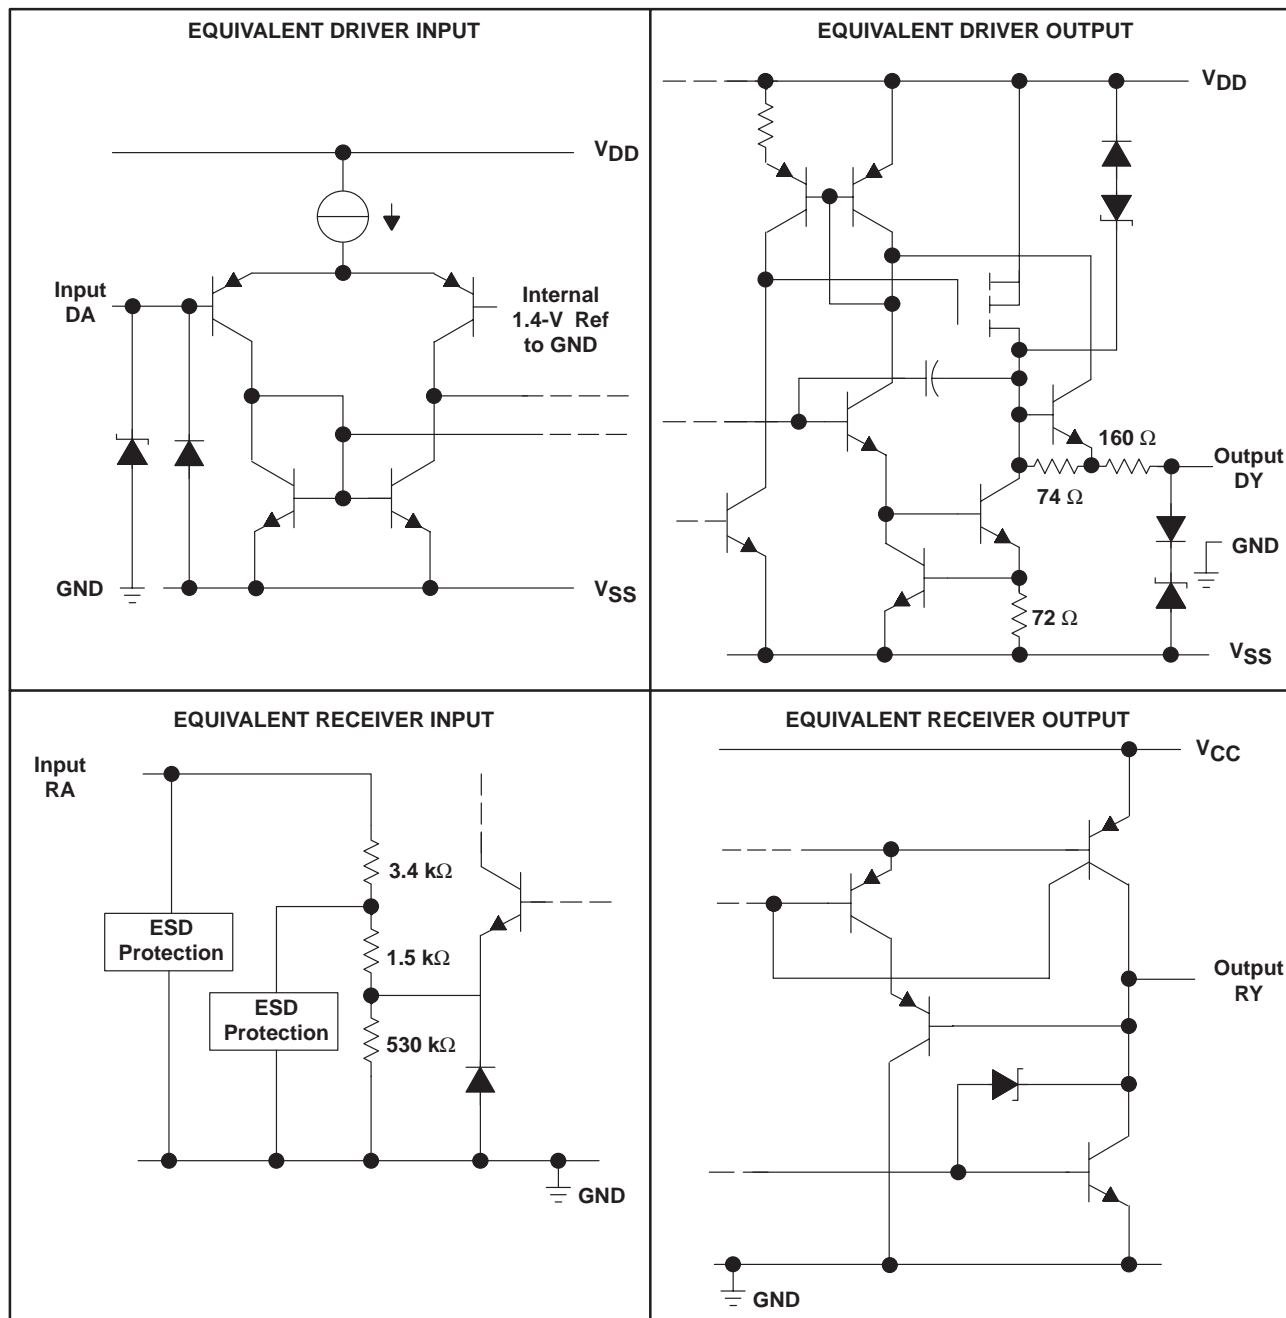 EQUIVALENT DRIVER INPUT
VDD
Input
DA
Internal
1.4-V Ref
to GND
GND
VSS
EQUIVALENT DRIVER OUTPUT
VDD
160 Ω
Output
DY
74 Ω
GND
72 Ω
VSS
EQUIVALENT RECEIVER INPUT
Input
RA
3.4 kΩ
ESD
Protection
1.5 kΩ
ESD
Protection
530 kΩ
GND
EQUIVALENT RECEIVER OUTPUT
VCC
Output
RY
GND